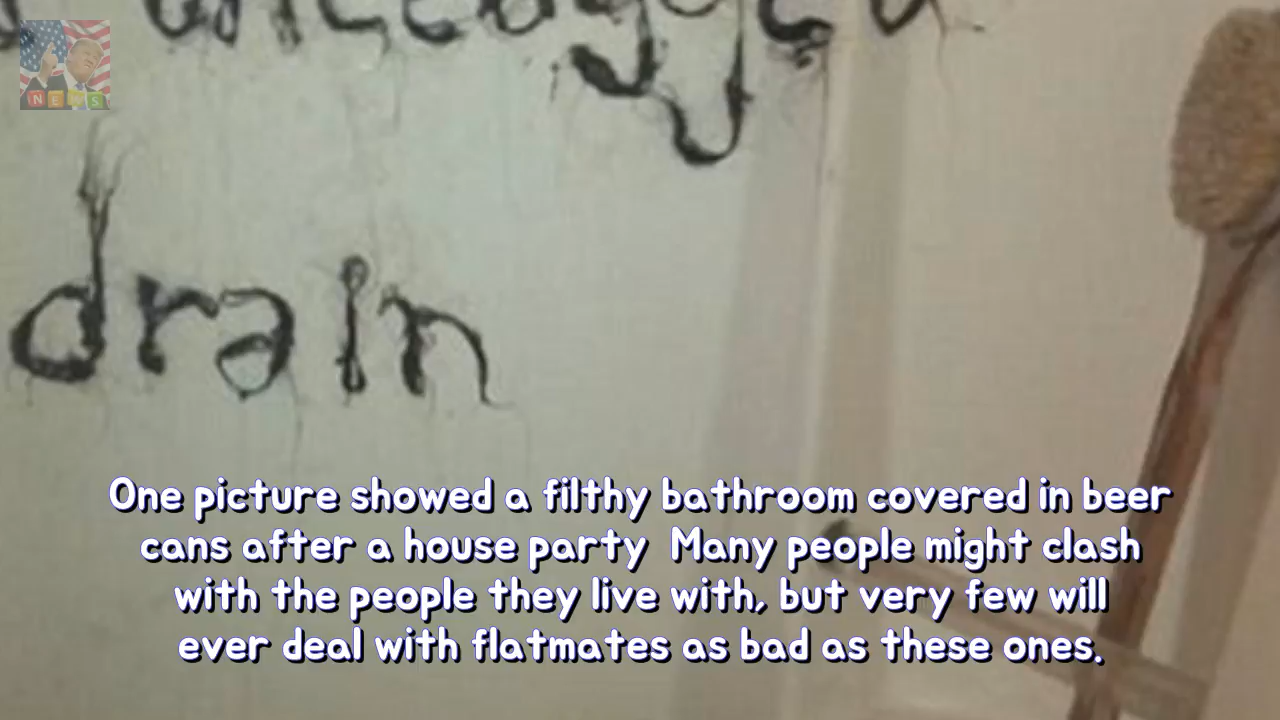 NEWS
drain
One picture showed a filthy bathroom covered in beer
cans after a house party  Many people might clash
with the people they live with, but very few will
ever deal with flatmates as bad as these ones.